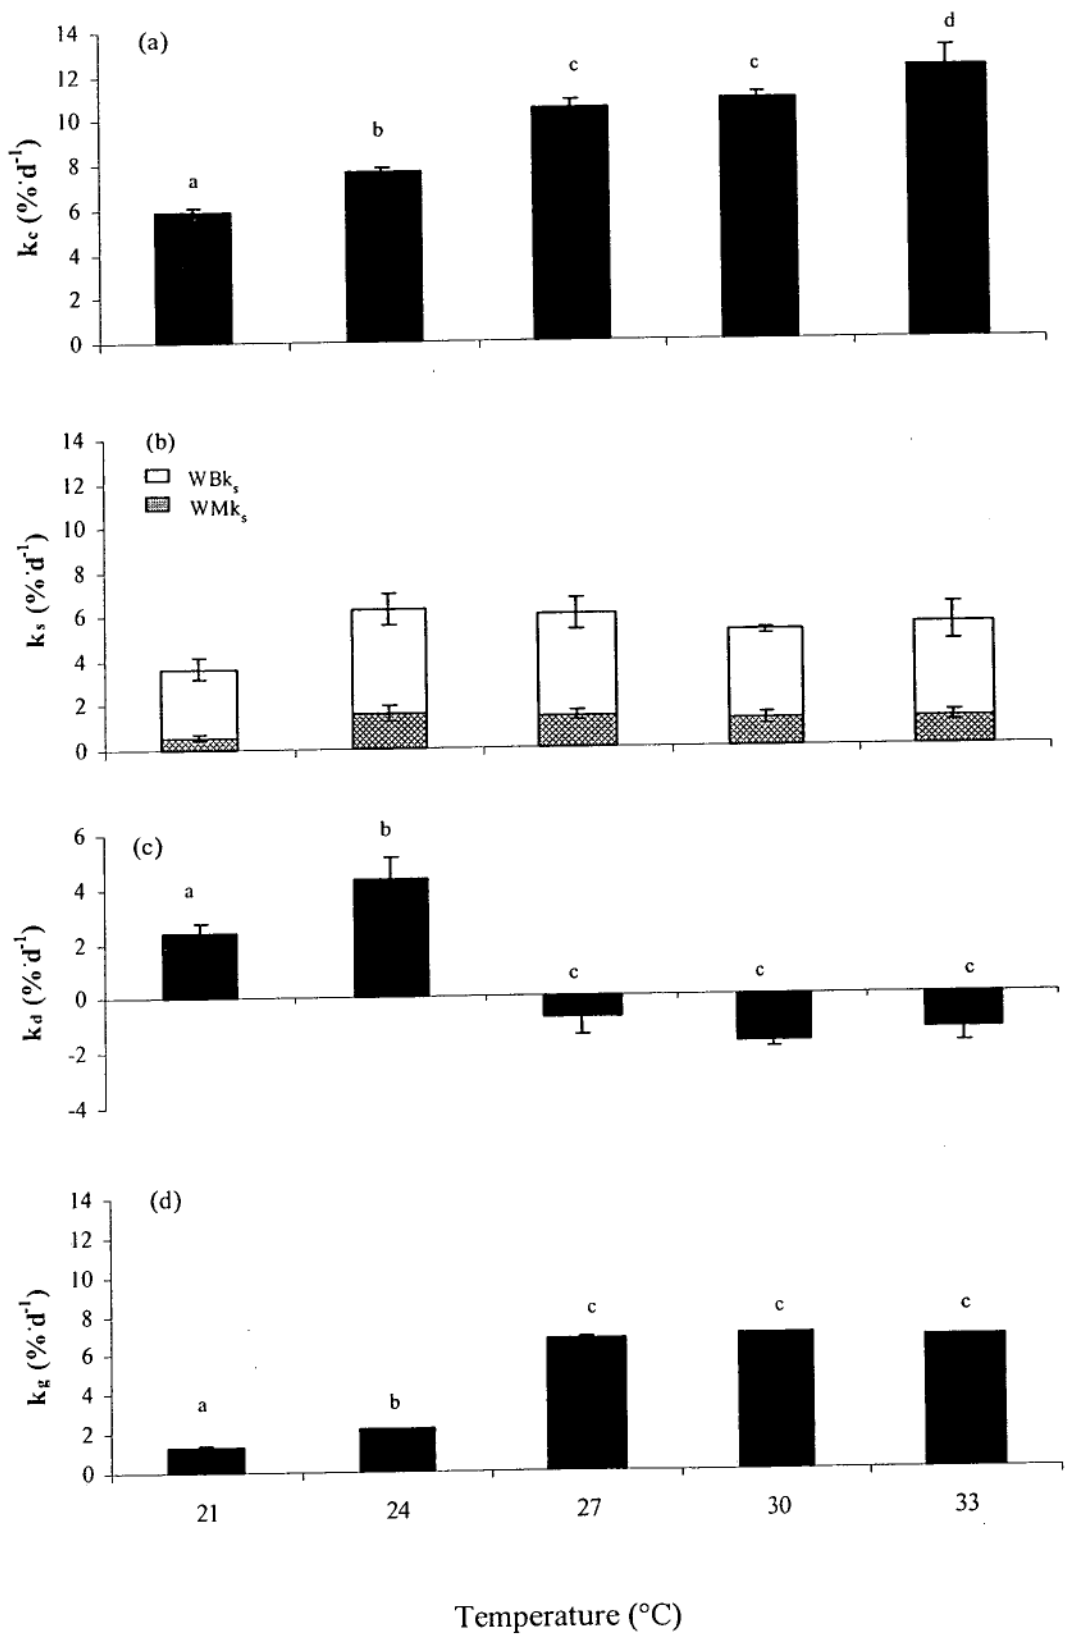 (a)
14
12
10
8
6
4
2
0
kc (%·d-1)
a
b
c
c
d
(b)
14
12
10
8
6
4
2
0
ks (%·d-1)
WBks
WMks
(c)
6
4
2
0
-2
-4
kd (%·d-1)
a
b
c
c
c
(d)
14
12
10
8
6
4
2
0
kg (%·d-1)
a
b
c
c
c
21 24 27 30 33
Temperature (°C)